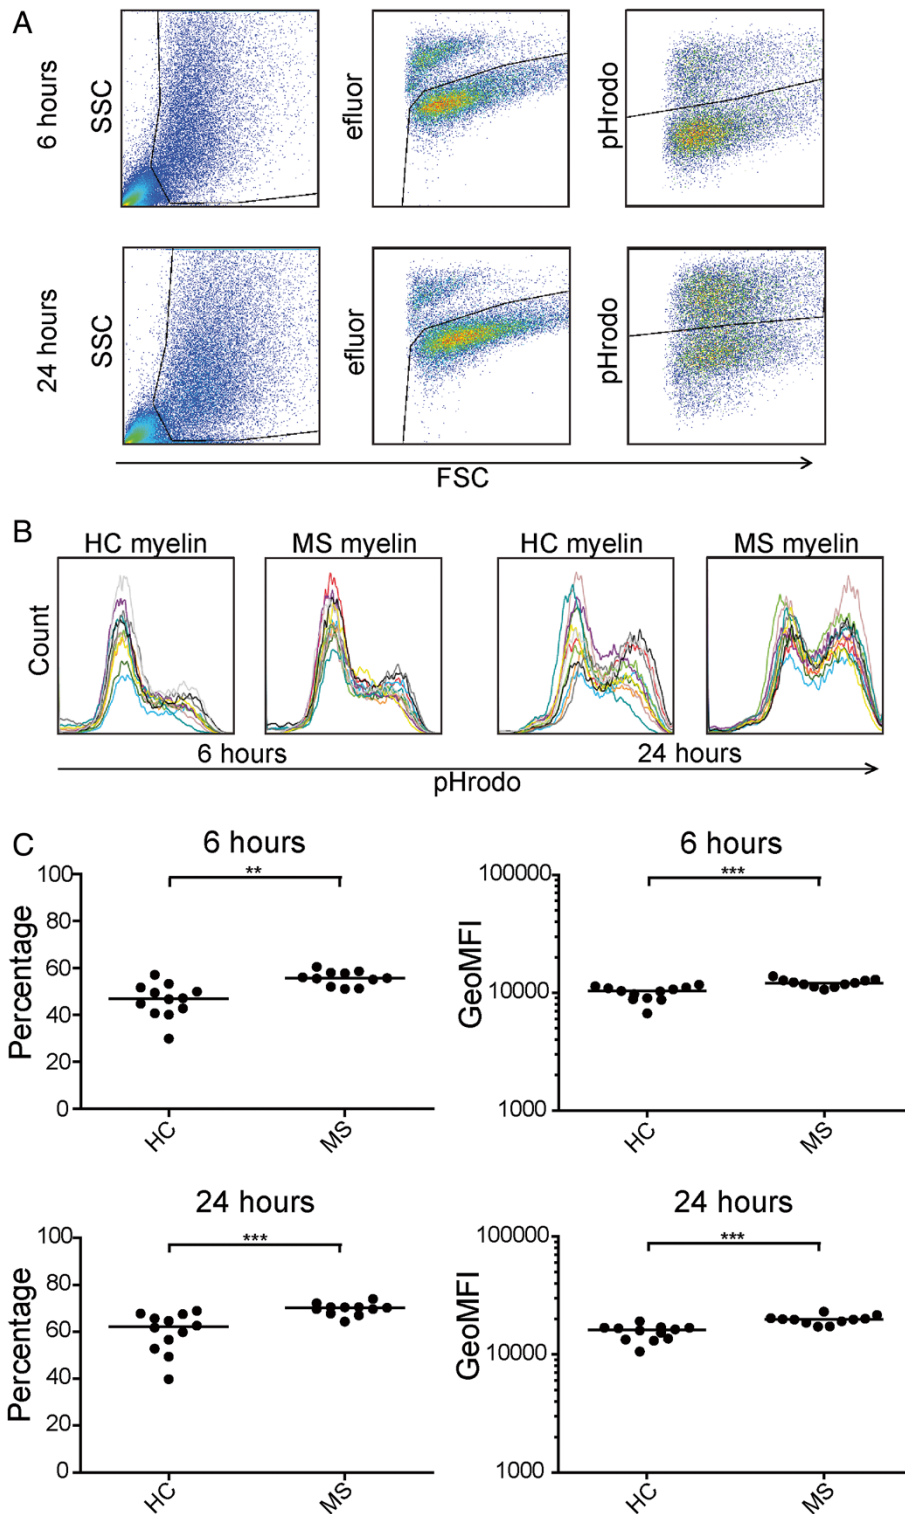 A
6 hours
SSC
efluor
pHrodo
24 hours
SSC
efluor
pHrodo
FSC
B
HC myelin
MS myelin
HC myelin
MS myelin
Count
6 hours
24 hours
pHrodo
C
6 hours
Percentage
100
80
60
40
20
0
**
HC
MS
6 hours
GeoMFI
100000
10000
1000
***
HC
MS
24 hours
Percentage
100
80
60
40
20
0
***
HC
MS
24 hours
GeoMFI
100000
10000
1000
***
HC
MS